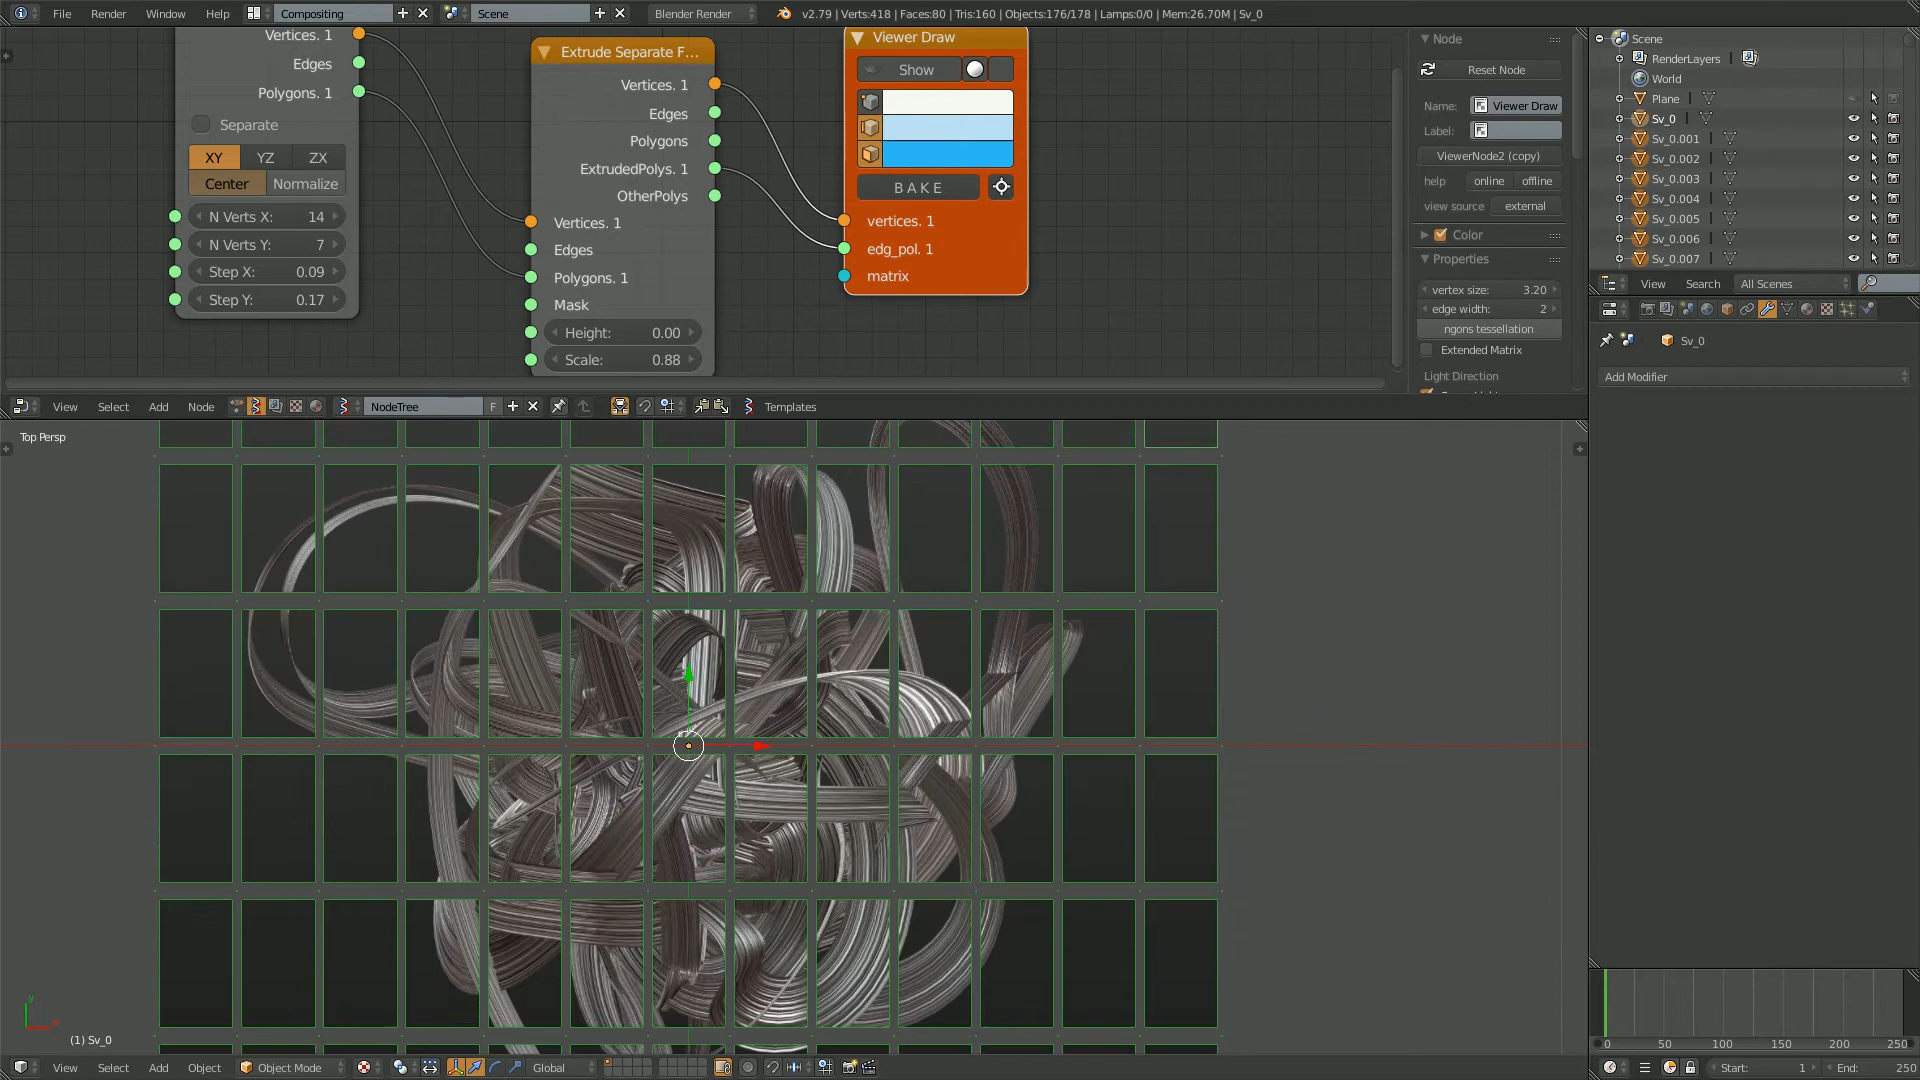 File Render Window Help Compositing Scene Blender Render v2.79 | Verts:418 | Faces:80 | Tris:160 | Objects:176/178 | Lamps:0/0 | Mem:26.70M | Sv_0
Vertices. 1
Edges
Polygons. 1
Separate
XY YZ ZX
Center Normalize
N Verts X: 14
N Verts Y: 7
Step X: 0.09
Step Y: 0.17
Extrude Separate F...
Vertices. 1
Edges
Polygons
ExtrudedPolys. 1
OtherPolys
Vertices. 1
Edges
Polygons. 1
Mask
Height: 0.00
Scale: 0.88
Viewer Draw
Show
BAKE
vertices. 1
edg_pol. 1
matrix
Node
Reset Node
Name: Viewer Draw
Label:
ViewerNode2 (copy)
help online offline
view source external
Color
Properties
vertex size: 3.20
edge width: 2
ngons tessellation
Extended Matrix
Light Direction
Scene
RenderLayers
World
Plane
Sv_0
Sv_0.001
Sv_0.002
Sv_0.003
Sv_0.004
Sv_0.005
Sv_0.006
Sv_0.007
View Search All Scenes
Sv_0
Add Modifier
View Select Add Node NodeTree F Templates
Top Persp
y
x
(1) Sv_0
View Select Add Object Object Mode Global
0 50 100 150 200 250
Start: 1 End: 250